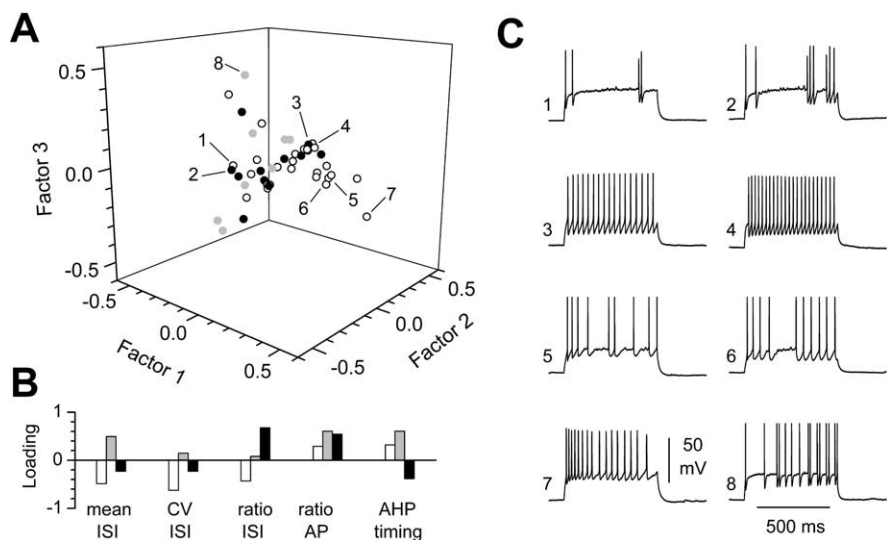 A
0.5
0.0
-0.5
Factor 3
-0.5
0.0
0.5
Factor 1
-0.5
0.0
0.5
Factor 2
8
1
2
3
4
5
6
7
B
1
0
-1
Loading
mean ISI
CV ISI
ratio ISI
ratio AP
AHP timing
C
1
2
3
4
5
6
7
50 mV
8
500 ms